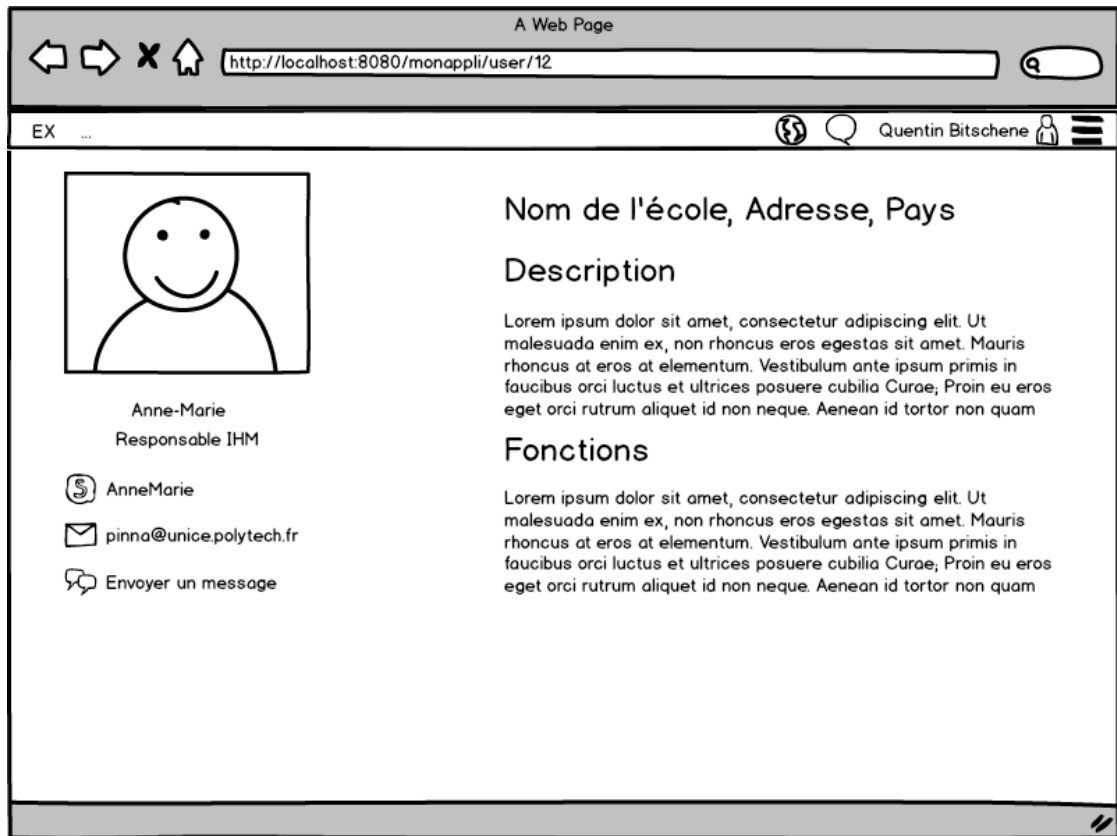 A Web Page
http://localhost:8080/monappli/user/12
EX ...
Quentin Bitschene
Anne-Marie
Responsable IHM
AnneMarie
pinna@unice.polytech.fr
Envoyer un message
Nom de l'école, Adresse, Pays
Description
Lorem ipsum dolor sit amet, consectetur adipiscing elit. Ut
malesuada enim ex, non rhoncus eros egestas sit amet. Mauris
rhoncus at eros at elementum. Vestibulum ante ipsum primis in
faucibus orci luctus et ultrices posuere cubilia Curae; Proin eu eros
eget orci rutrum aliquet id non neque. Aenean id tortor non quam
Fonctions
Lorem ipsum dolor sit amet, consectetur adipiscing elit. Ut
malesuada enim ex, non rhoncus eros egestas sit amet. Mauris
rhoncus at eros at elementum. Vestibulum ante ipsum primis in
faucibus orci luctus et ultrices posuere cubilia Curae; Proin eu eros
eget orci rutrum aliquet id non neque. Aenean id tortor non quam